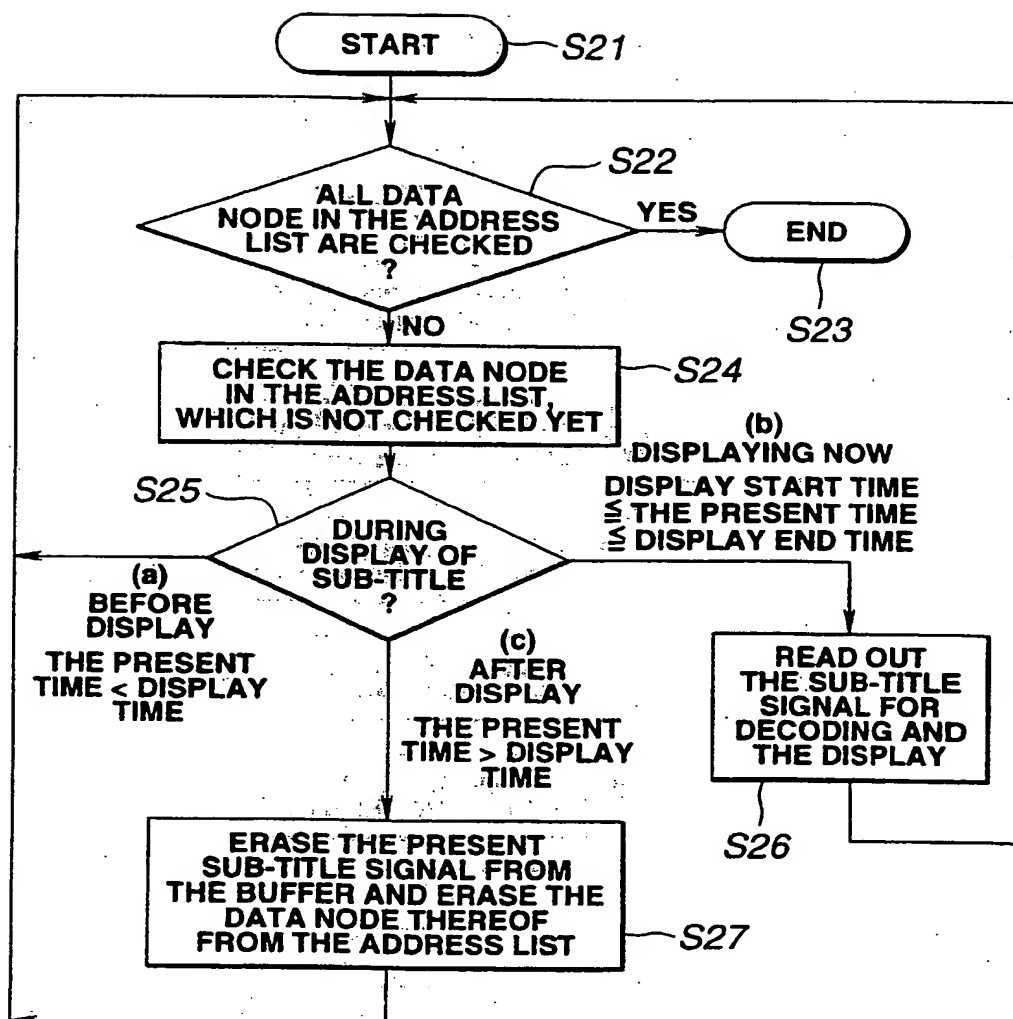 START
S21
S22
ALL DATA
NODE IN THE ADDRESS
LIST ARE CHECKED
?
YES
END
S23
NO
CHECK THE DATA NODE
IN THE ADDRESS LIST,
WHICH IS NOT CHECKED YET
S24
S25
DURING
DISPLAY OF
SUB-TITLE
?
(b)
DISPLAYING NOW
DISPLAY START TIME
≦ THE PRESENT TIME
≦ DISPLAY END TIME
(a)
BEFORE
DISPLAY
THE PRESENT
TIME < DISPLAY
TIME
(c)
AFTER
DISPLAY
THE PRESENT
TIME > DISPLAY
TIME
READ OUT
THE SUB-TITLE
SIGNAL FOR
DECODING AND
THE DISPLAY
S26
ERASE THE PRESENT
SUB-TITLE SIGNAL FROM
THE BUFFER AND ERASE THE
DATA NODE THEREOF
FROM THE ADDRESS LIST
S27